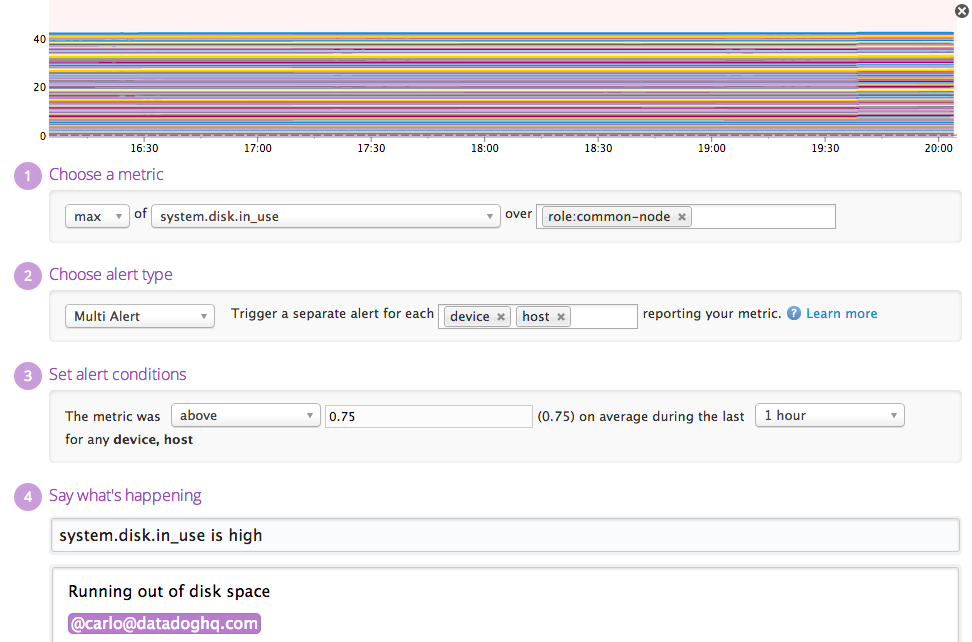 40
20
0
16:30 17:00 17:30 18:00 18:30 19:00 19:30 20:00
1 Choose a metric
max of system.disk.in_use over role:common-node ×
2 Choose alert type
Multi Alert Trigger a separate alert for each device × host × reporting your metric. ? Learn more
3 Set alert conditions
The metric was above 0.75 (0.75) on average during the last 1 hour
for any device, host
4 Say what's happening
system.disk.in_use is high
Running out of disk space
@carlo@datadoghq.com